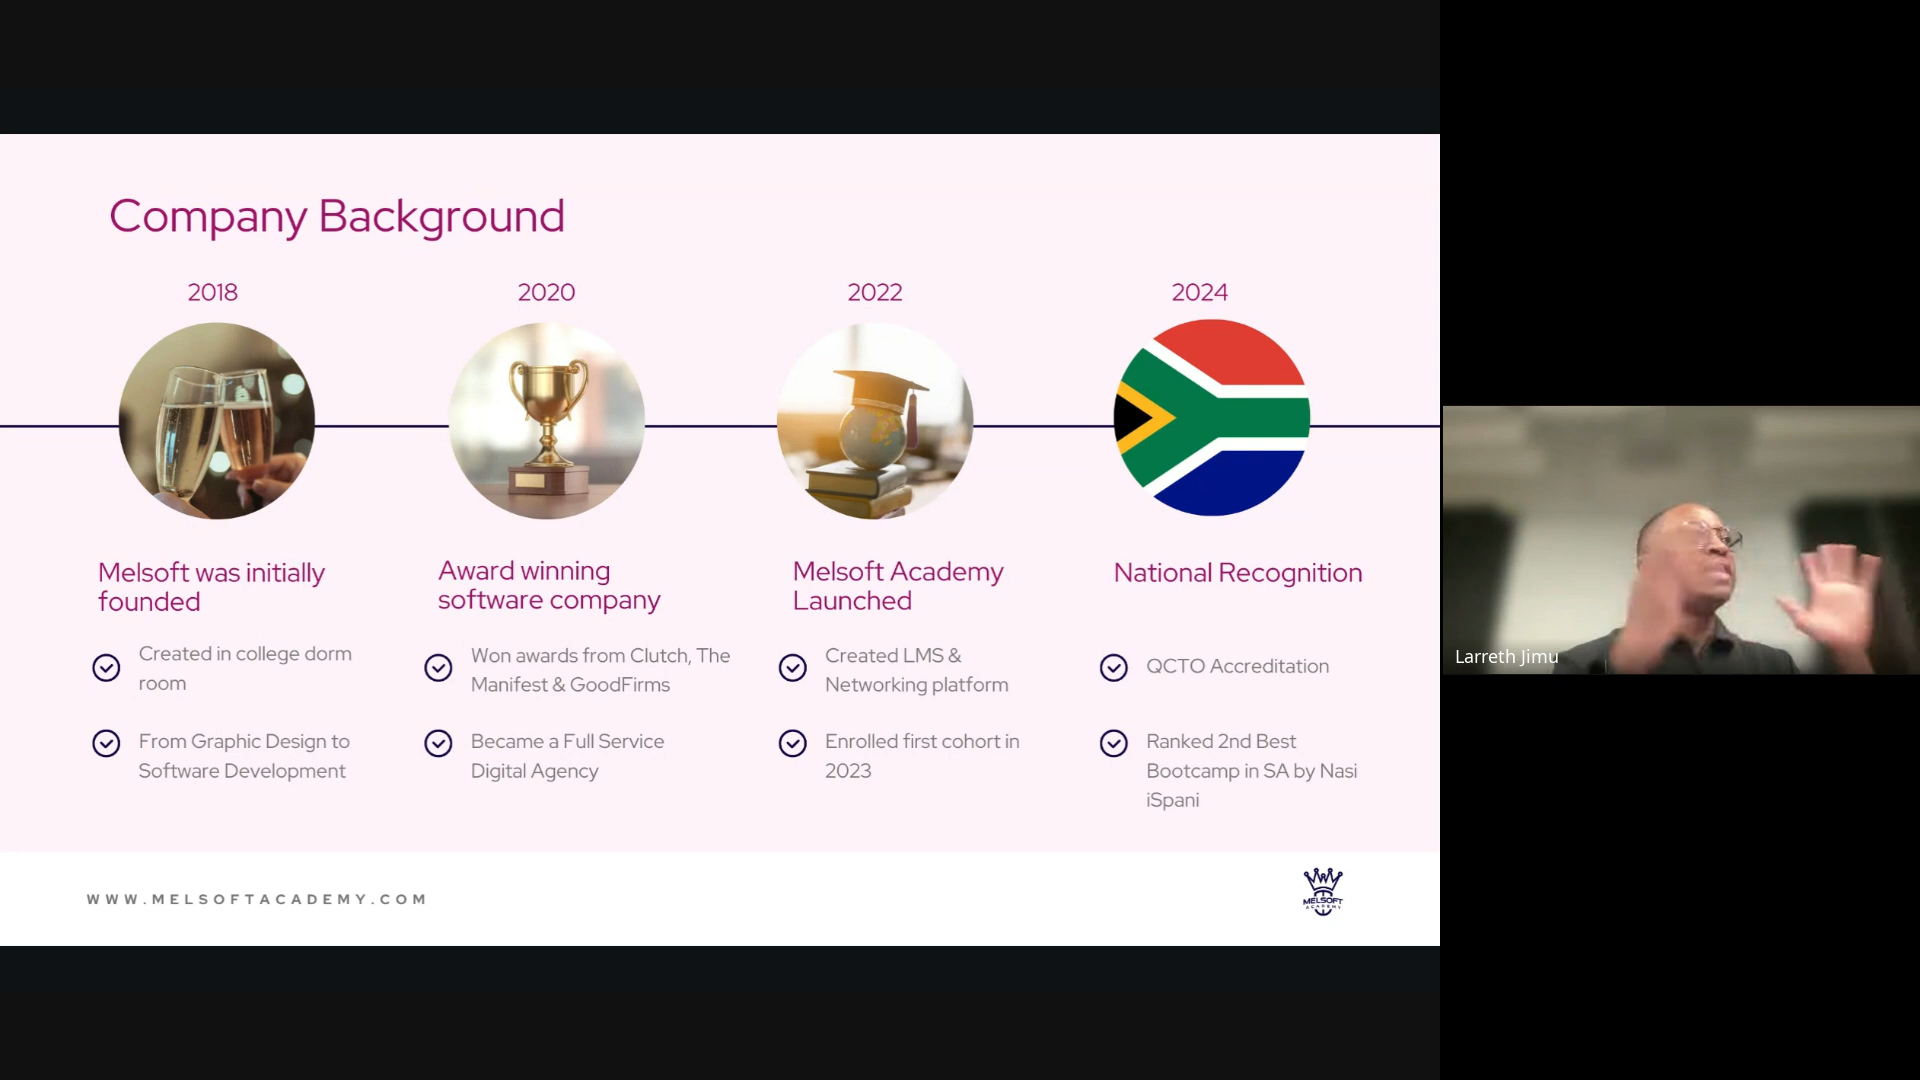 Company Background
2018
2020
2022
2024
Melsoft was initially
founded
Created in college dorm
room
From Graphic Design to
Software Development
Award winning
software company
Won awards from Clutch, The
Manifest & GoodFirms
Became a Full Service
Digital Agency
Melsoft Academy
Launched
Created LMS &
Networking platform
Enrolled first cohort in
2023
National Recognition
QCTO Accreditation
Ranked 2nd Best
Bootcamp in SA by Nasi
iSpani
WWW.MELSOFTACADEMY.COM
MELSOFT
ACADEMY
Larreth Jimu